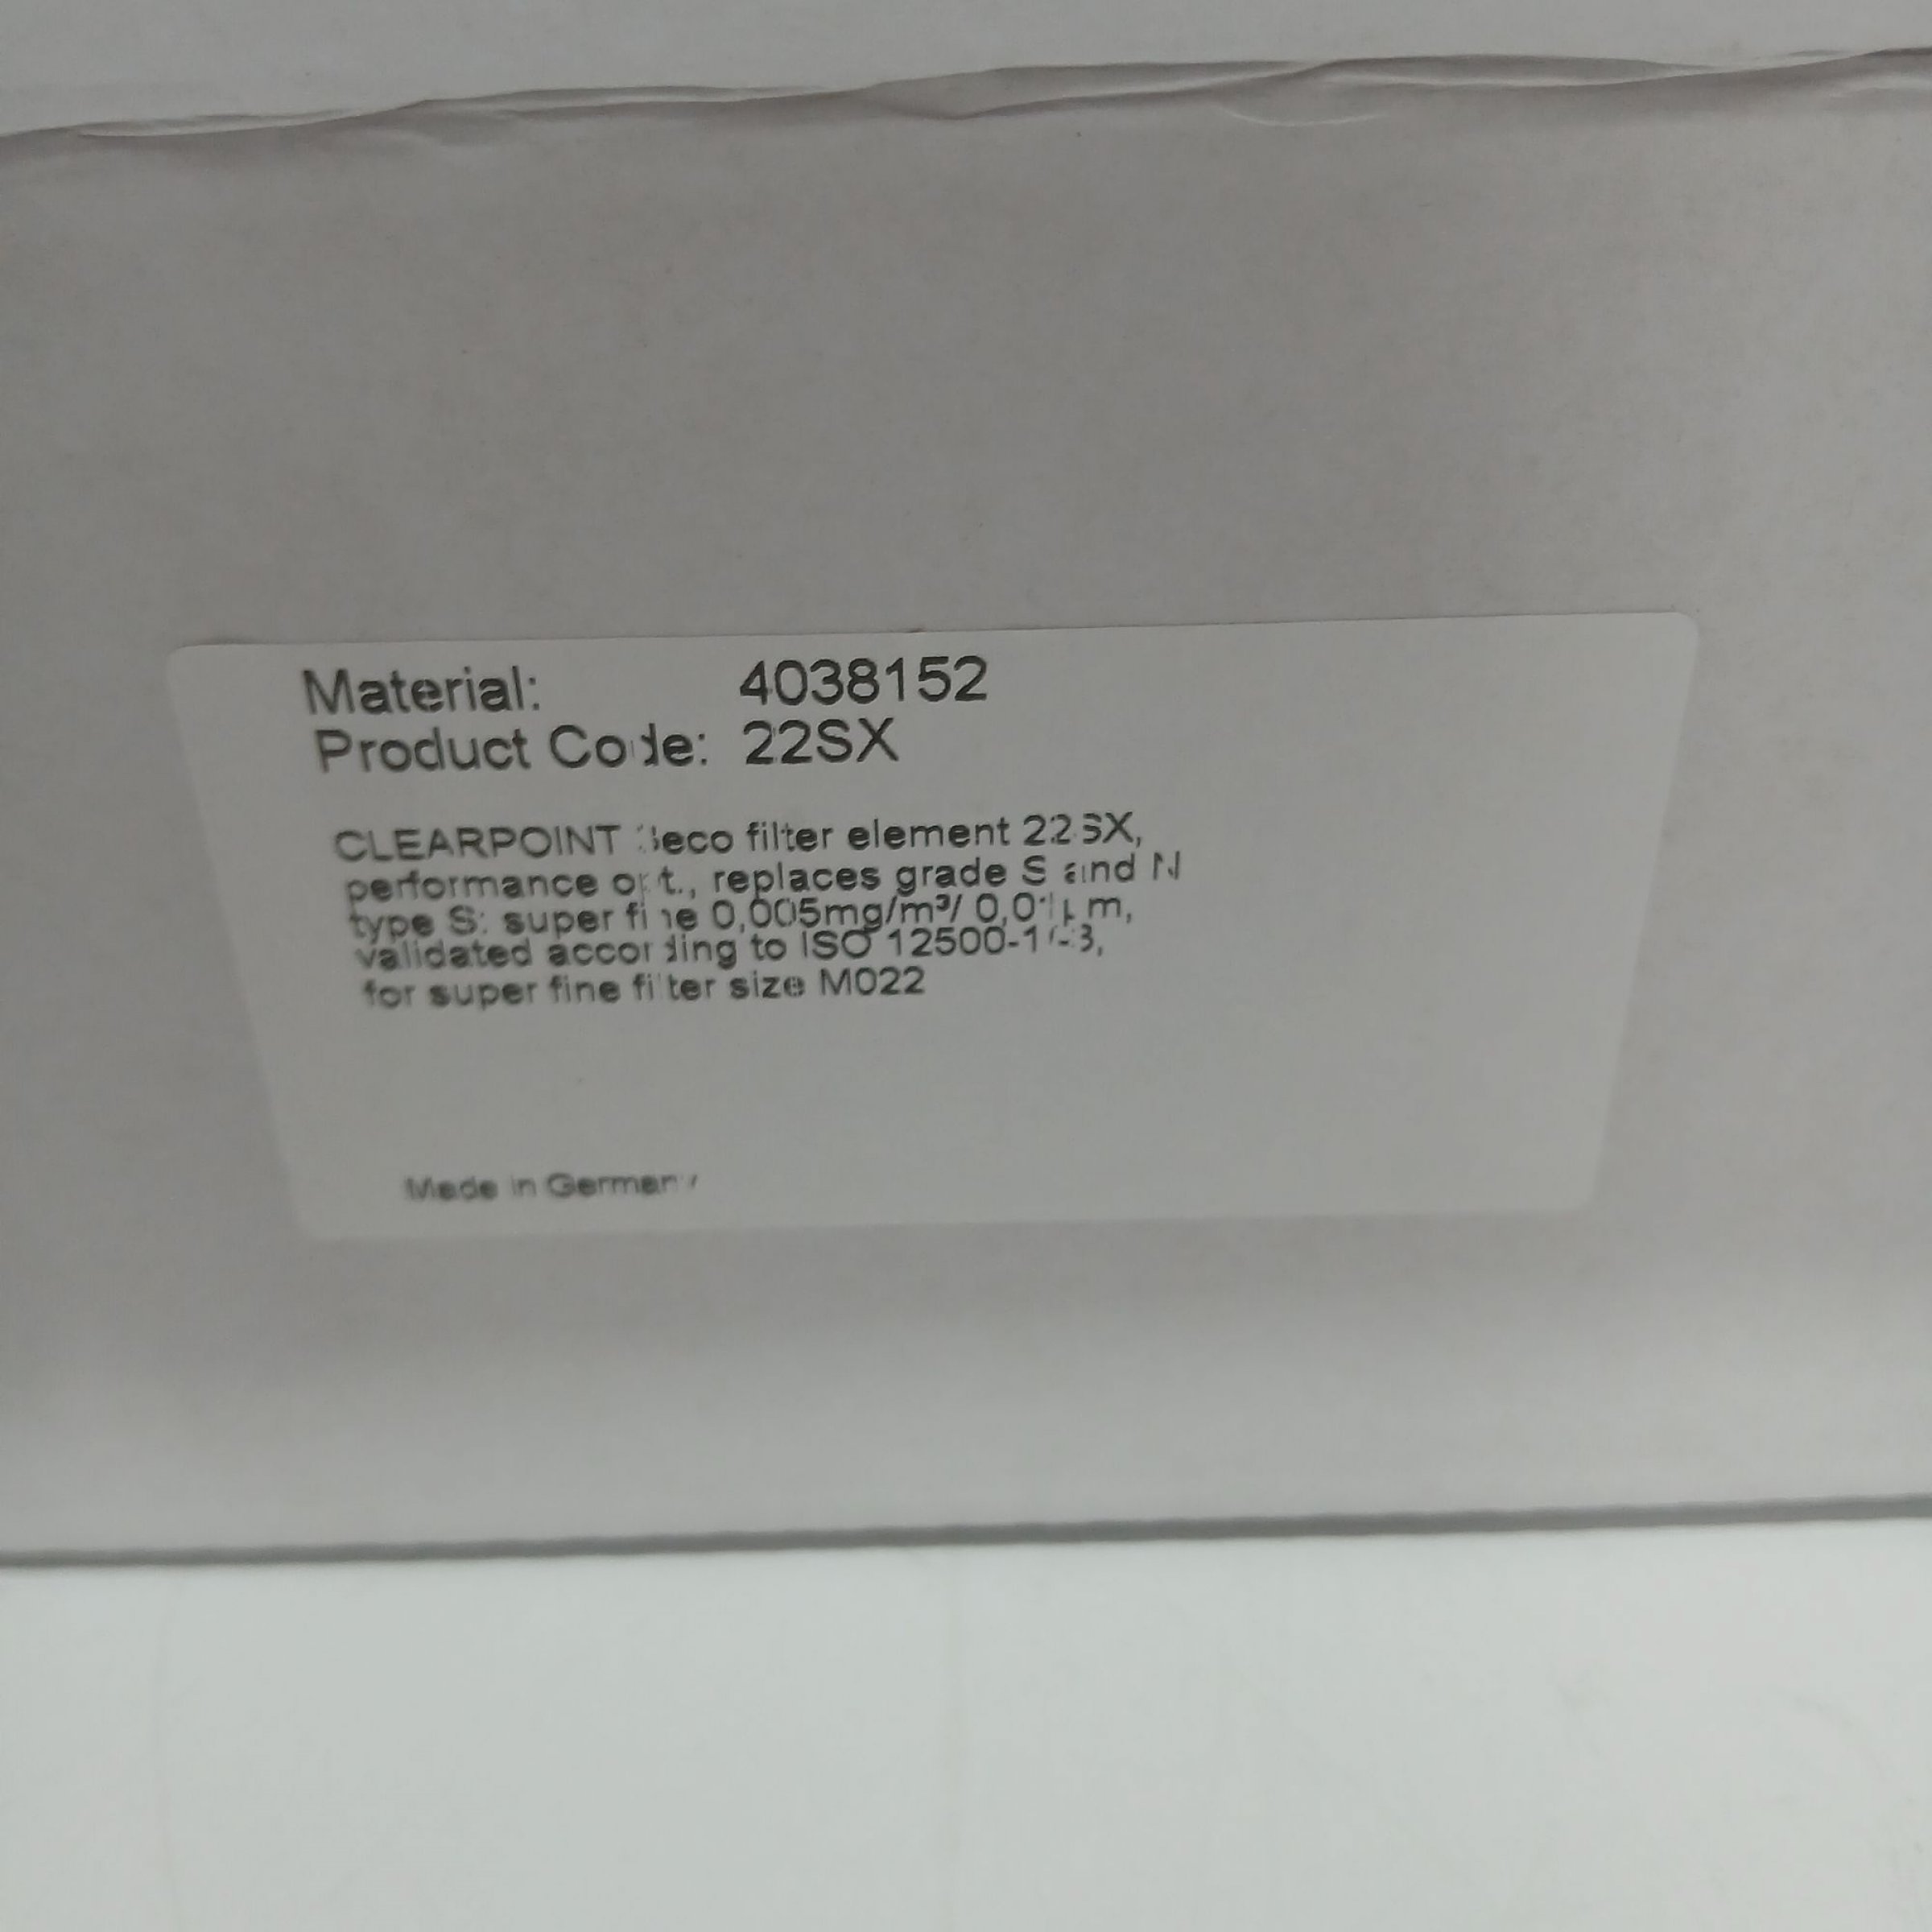 Material: 4038152
Product Code: 22SX
CLEARPOINT 3eco filter element 22SX,
performance opt., replaces grade S and N
type S: super fine 0,005mg/m³/ 0,01µm,
validated according to ISO 12500-1/-3,
for super fine filter size M022
Made in Germany